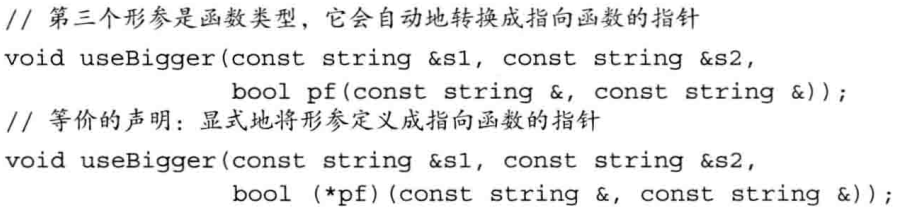 // 第三个形参是函数类型，它会自动地转换成指向函数的指针
void useBigger(const string &s1, const string &s2,
               bool pf(const string &, const string &));
// 等价的声明：显式地将形参定义成指向函数的指针
void useBigger(const string &s1, const string &s2,
               bool (*pf)(const string &, const string &));